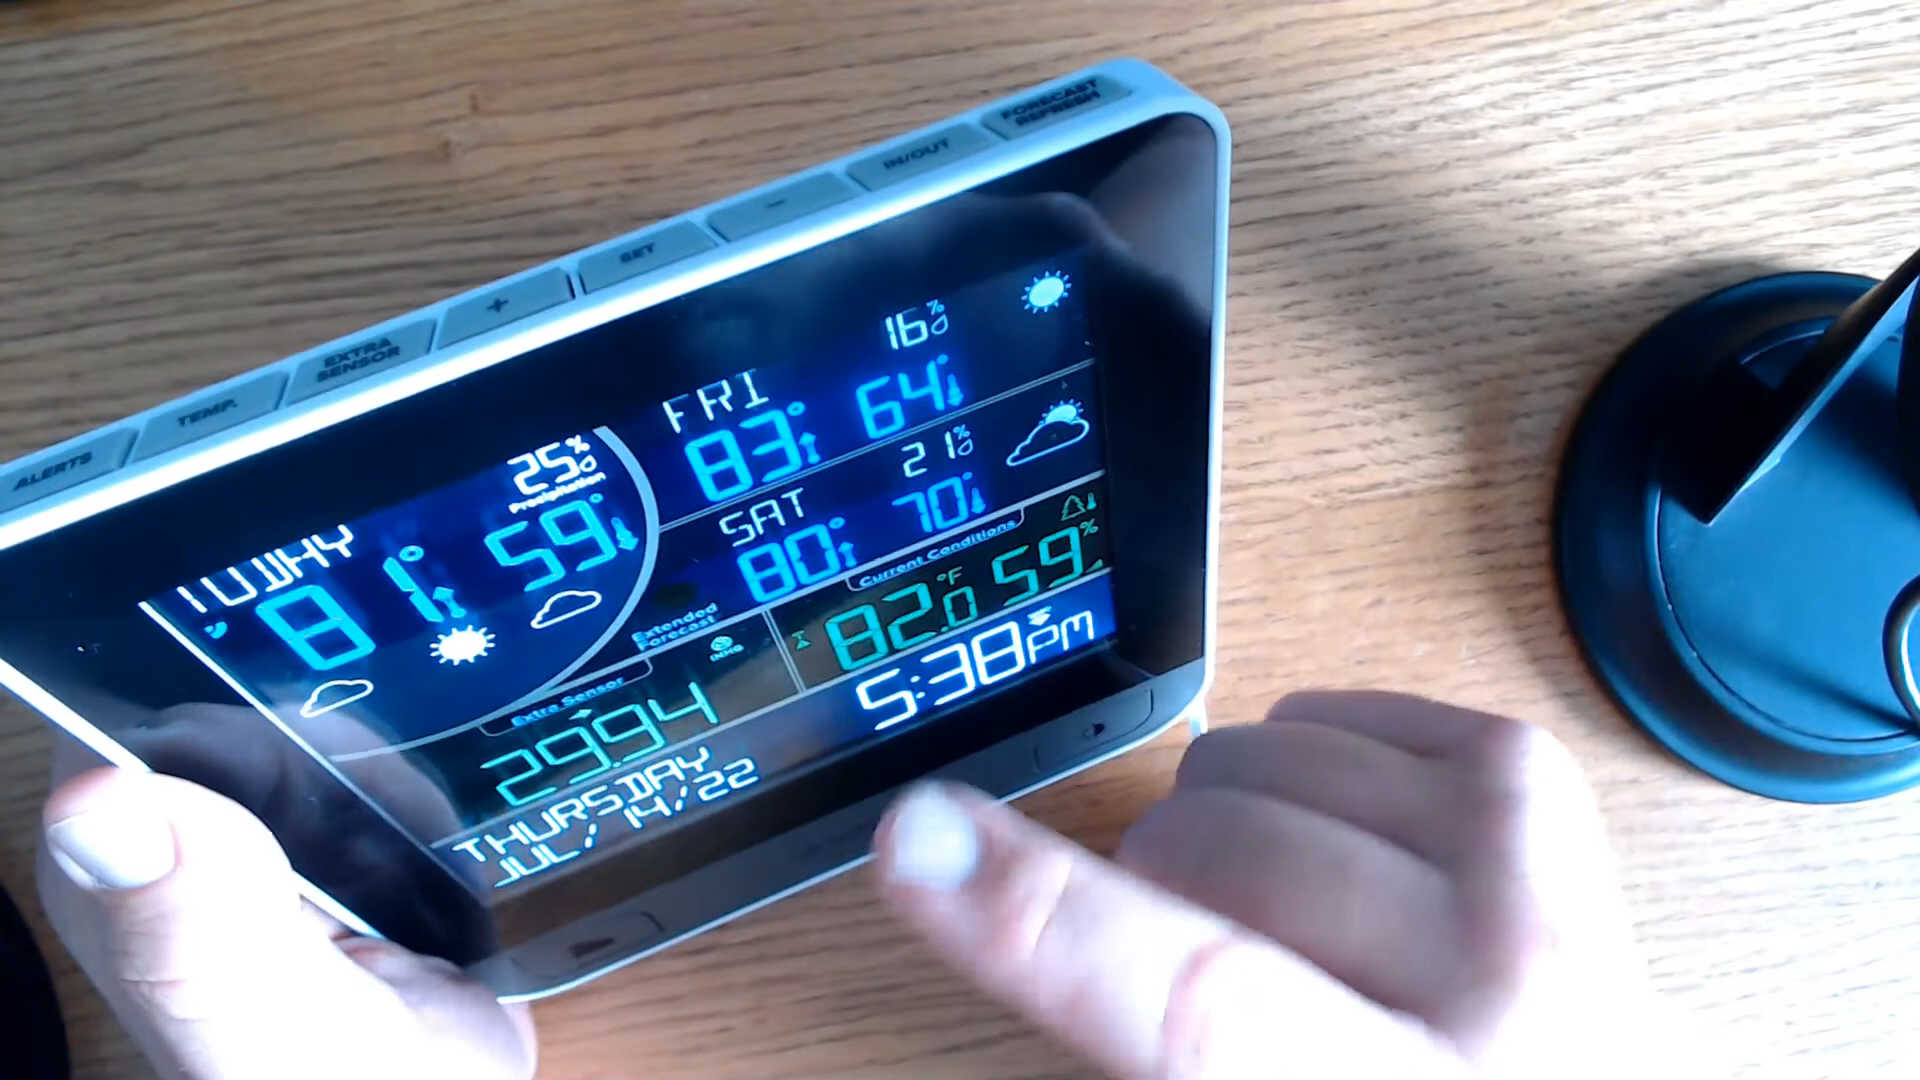 FORECAST
REFRESH
IN/OUT
-
SET
+
EXTRA
SENSOR
TEMP.
ALERTS
TODAY
25%
Precipitation
81° 59°
FRI 16%
83° 64°
SAT 21%
80° 70°
Extended
Forecast
Current Conditions
82.0°F 59%
Extra Sensor
INHG
29.94
5:38PM
THURSDAY
JUL/14/22